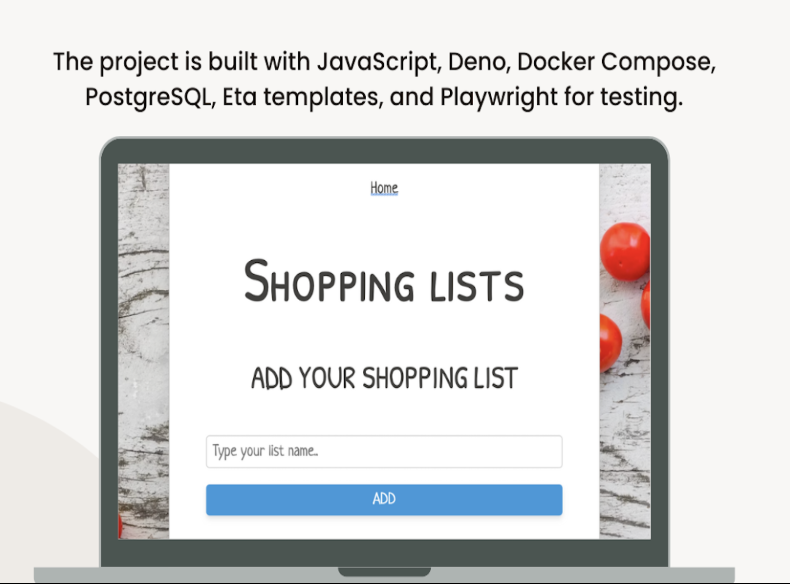 The project is built with JavaScript, Deno, Docker Compose,
PostgreSQL, Eta templates, and Playwright for testing.
Home
Shopping lists
ADD YOUR SHOPPING LIST
Type your list name..
ADD